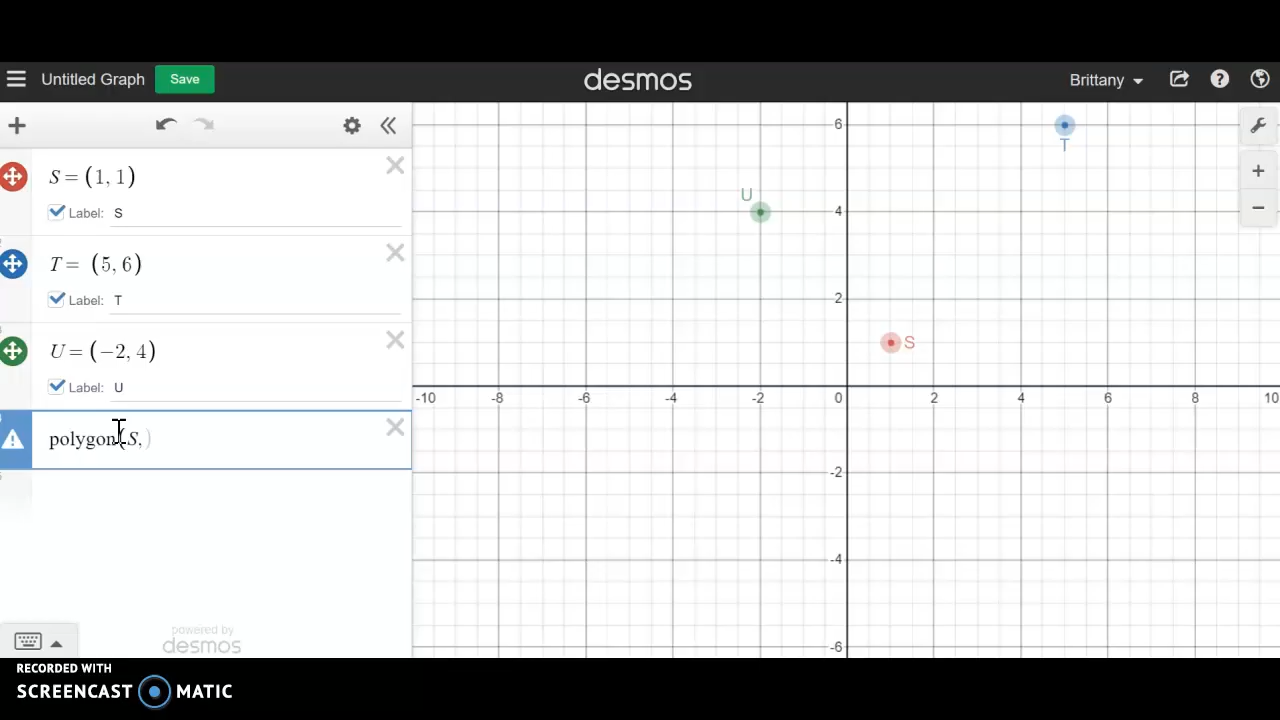 Untitled Graph Save desmos Brittany
S = (1, 1)
Label: S
2
T = (5, 6)
Label: T
U = (−2, 4)
Label: U
polygon(S, )
5
powered by
desmos
6
T
U
4
2
S
-10 -8 -6 -4 -2 0 2 4 6 8 10
-2
-4
-6
RECORDED WITH
SCREENCAST MATIC